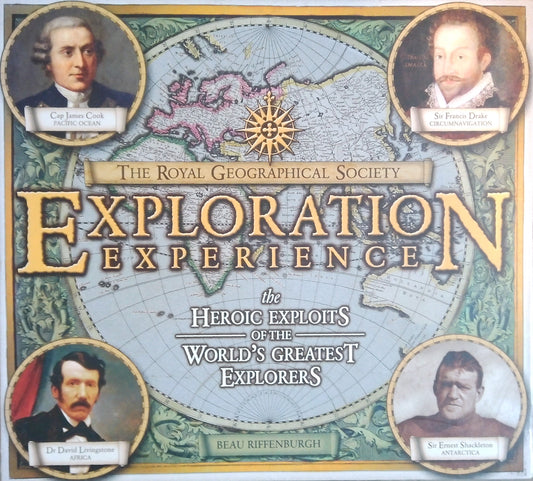 Cap James Cook
PACIFIC OCEAN
Sir Francis Drake
CIRCUMNAVIGATION
THE ROYAL GEOGRAPHICAL SOCIETY
EXPLORATION
EXPERIENCE
the
HEROIC EXPLOITS
OF THE
WORLD'S GREATEST
EXPLORERS
Dr David Livingstone
AFRICA
BEAU RIFFENBURGH
Sir Ernest Shackleton
ANTARCTICA